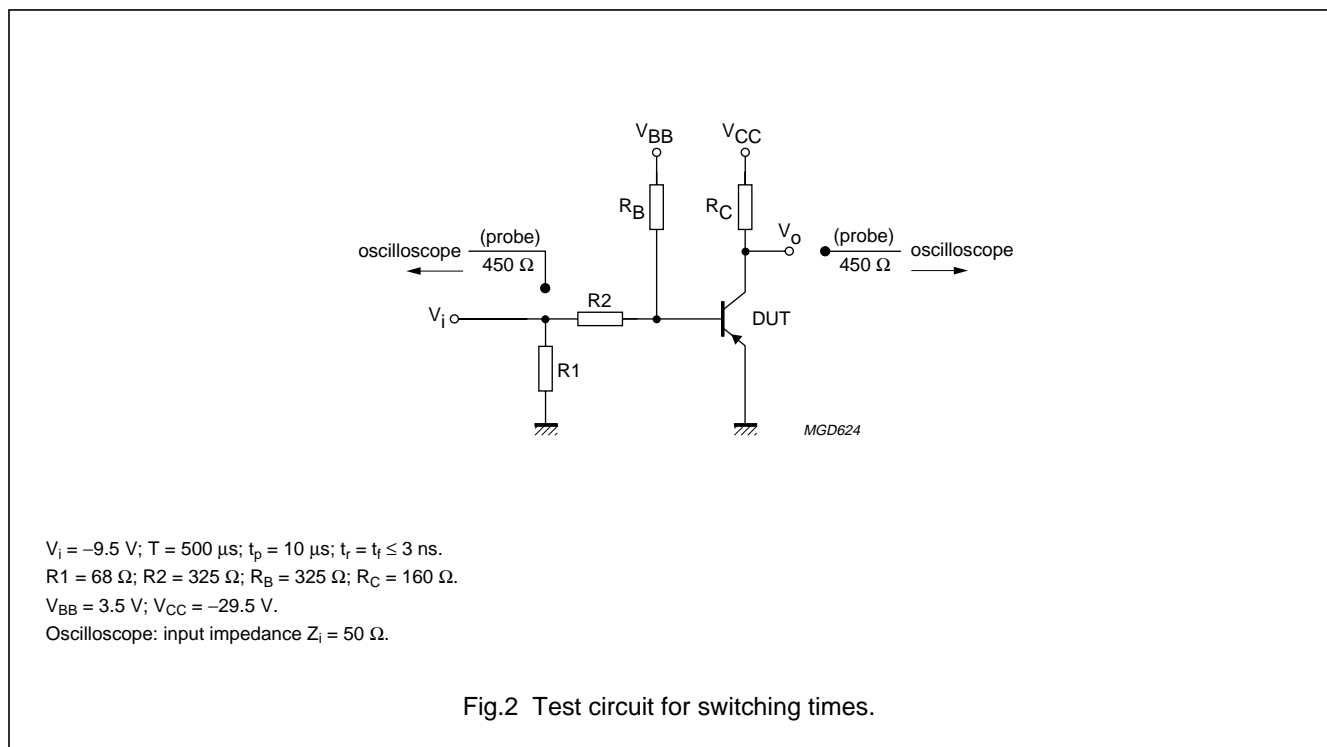 V_BB
V_CC
R_B
R_C
V_o
(probe)
450 Ω
oscilloscope
(probe)
450 Ω
oscilloscope
R2
V_i
DUT
R1
MGD624
V_i = −9.5 V; T = 500 μs; t_p = 10 μs; t_r = t_f ≤ 3 ns.
R1 = 68 Ω; R2 = 325 Ω; R_B = 325 Ω; R_C = 160 Ω.
V_BB = 3.5 V; V_CC = −29.5 V.
Oscilloscope: input impedance Z_i = 50 Ω.
Fig.2 Test circuit for switching times.